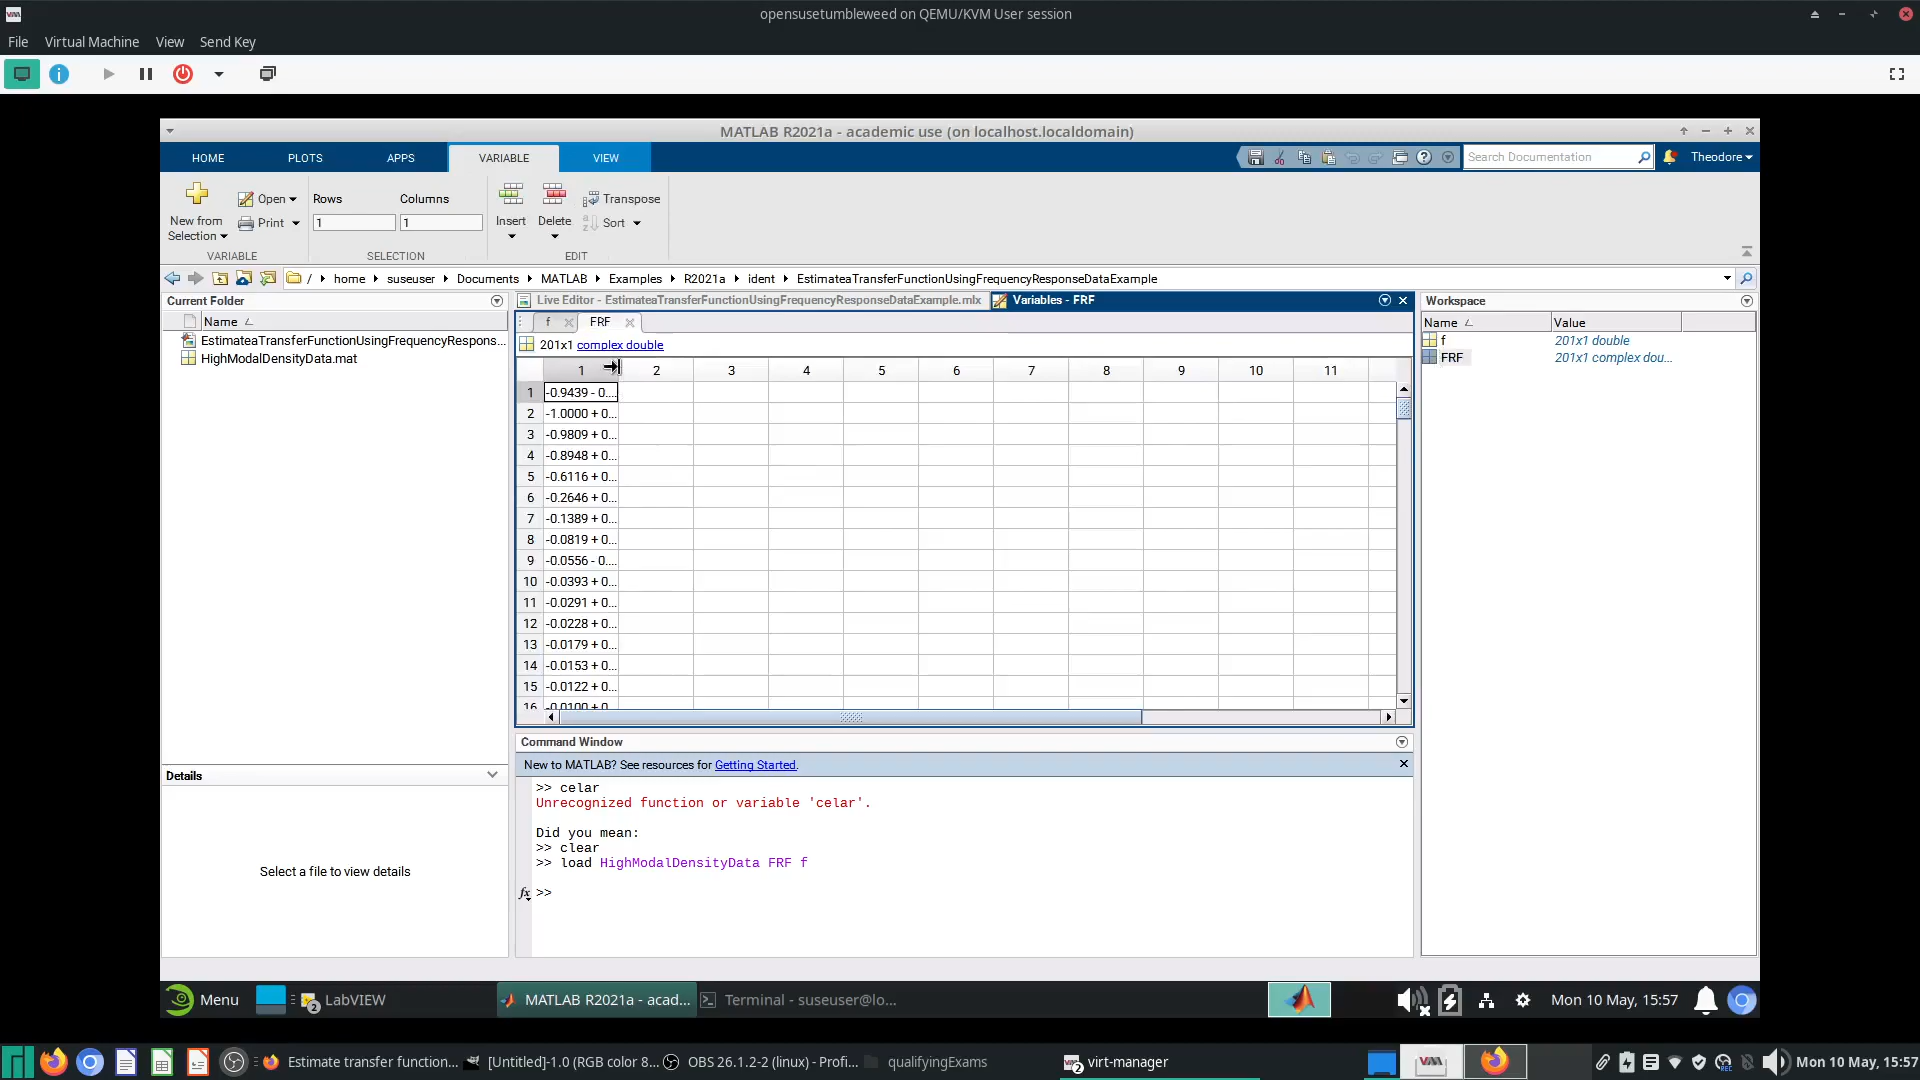 opensusetumbleweed on QEMU/KVM User session
File Virtual Machine View Send Key
MATLAB R2021a - academic use (on localhost.localdomain)
HOME PLOTS APPS VARIABLE VIEW Search Documentation Theodore
New from Selection Open Print Rows Columns Insert Delete Transpose Sort
1 1
VARIABLE SELECTION EDIT
/ home suseuser Documents MATLAB Examples R2021a ident EstimateaTransferFunctionUsingFrequencyResponseDataExample
Current Folder
Name
EstimateaTransferFunctionUsingFrequencyRespons...
HighModalDensityData.mat
Details
Select a file to view details
Live Editor - EstimateaTransferFunctionUsingFrequencyResponseDataExample.mlx Variables - FRF
f FRF
201x1 complex double
1 2 3 4 5 6 7 8 9 10 11
1 -0.9439 - 0....
2 -1.0000 + 0...
3 -0.9809 + 0...
4 -0.8948 + 0...
5 -0.6116 + 0...
6 -0.2646 + 0...
7 -0.1389 + 0...
8 -0.0819 + 0...
9 -0.0556 - 0....
10 -0.0393 + 0...
11 -0.0291 + 0...
12 -0.0228 + 0...
13 -0.0179 + 0...
14 -0.0153 + 0...
15 -0.0122 + 0...
16 -0.0100 + 0
Command Window
New to MATLAB? See resources for Getting Started.
>> celar
Unrecognized function or variable 'celar'.
Did you mean:
>> clear
>> load HighModalDensityData FRF f
fx >>
Workspace
Name Value
f 201x1 double
FRF 201x1 complex dou...
Menu 2 LabVIEW MATLAB R2021a - acad... Terminal - suseuser@lo... Mon 10 May, 15:57
Estimate transfer function... [Untitled]-1.0 (RGB color 8... OBS 26.1.2-2 (linux) - Profi... qualifyingExams 2 virt-manager Mon 10 May, 15:57